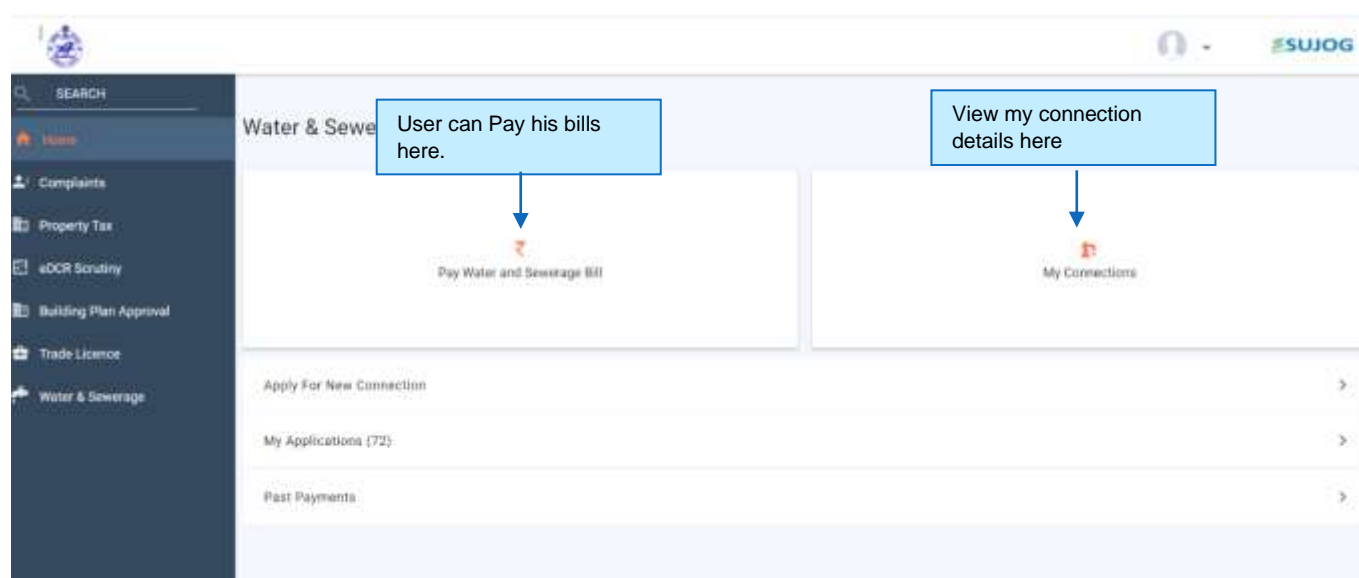 SUJOG
SEARCH
Home
Complaints
Property Tax
eDCR Scrutiny
Building Plan Approval
Trade Licence
Water & Sewerage
Water & Sewe
User can Pay his bills
here.
View my connection
details here
₹
Pay Water and Sewerage Bill
My Connections
Apply For New Connection
My Applications (72)
Past Payments